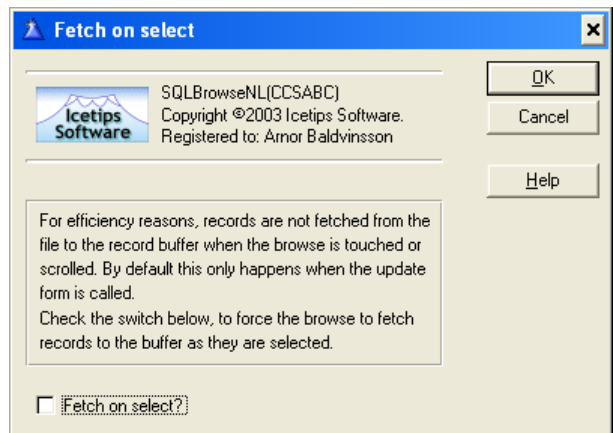 Fetch on select
SQLBrowseNL(CCSABC)
Copyright ©2003 Icetips Software.
Registered to: Arnor Baldvinsson
Icetips
Software
OK
Cancel
Help
For efficiency reasons, records are not fetched from the
file to the record buffer when the browse is touched or
scrolled. By default this only happens when the update
form is called.
Check the switch below, to force the browse to fetch
records to the buffer as they are selected.
Fetch on select?